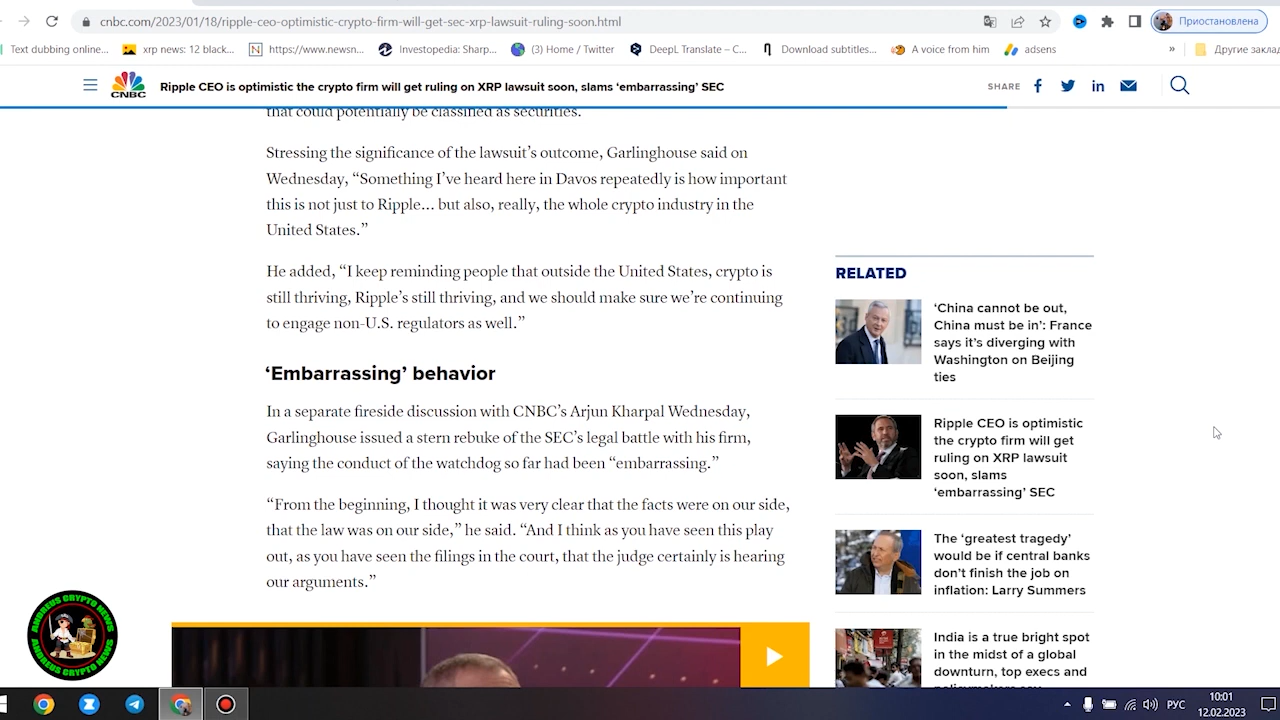 cnbc.com/2023/01/18/ripple-ceo-optimistic-crypto-firm-will-get-sec-xrp-lawsuit-ruling-soon.html
Приостановлена
Text dubbing online...
xrp news: 12 black...
https://www.newsn...
Investopedia: Sharp...
(3) Home / Twitter
DeepL Translate – C...
Download subtitles...
A voice from him
adsens
»
Другие заклад
CNBC
Ripple CEO is optimistic the crypto firm will get ruling on XRP lawsuit soon, slams ‘embarrassing’ SEC
SHARE
that could potentially be classified as securities.
Stressing the significance of the lawsuit’s outcome, Garlinghouse said on
Wednesday, “Something I’ve heard here in Davos repeatedly is how important
this is not just to Ripple… but also, really, the whole crypto industry in the
United States.”
He added, “I keep reminding people that outside the United States, crypto is
still thriving, Ripple’s still thriving, and we should make sure we’re continuing
to engage non-U.S. regulators as well.”
‘Embarrassing’ behavior
In a separate fireside discussion with CNBC’s Arjun Kharpal Wednesday,
Garlinghouse issued a stern rebuke of the SEC’s legal battle with his firm,
saying the conduct of the watchdog so far had been “embarrassing.”
“From the beginning, I thought it was very clear that the facts were on our side,
that the law was on our side,” he said. “And I think as you have seen this play
out, as you have seen the filings in the court, that the judge certainly is hearing
our arguments.”
RELATED
‘China cannot be out,
China must be in’: France
says it’s diverging with
Washington on Beijing
ties
Ripple CEO is optimistic
the crypto firm will get
ruling on XRP lawsuit
soon, slams
‘embarrassing’ SEC
The ‘greatest tragedy’
would be if central banks
don’t finish the job on
inflation: Larry Summers
India is a true bright spot
in the midst of a global
downturn, top execs and
policymakers say
ANDREUS CRYPTO NEWS
ANDREUS CRYPTO NEWS
РУС
10:01
12.02.2023